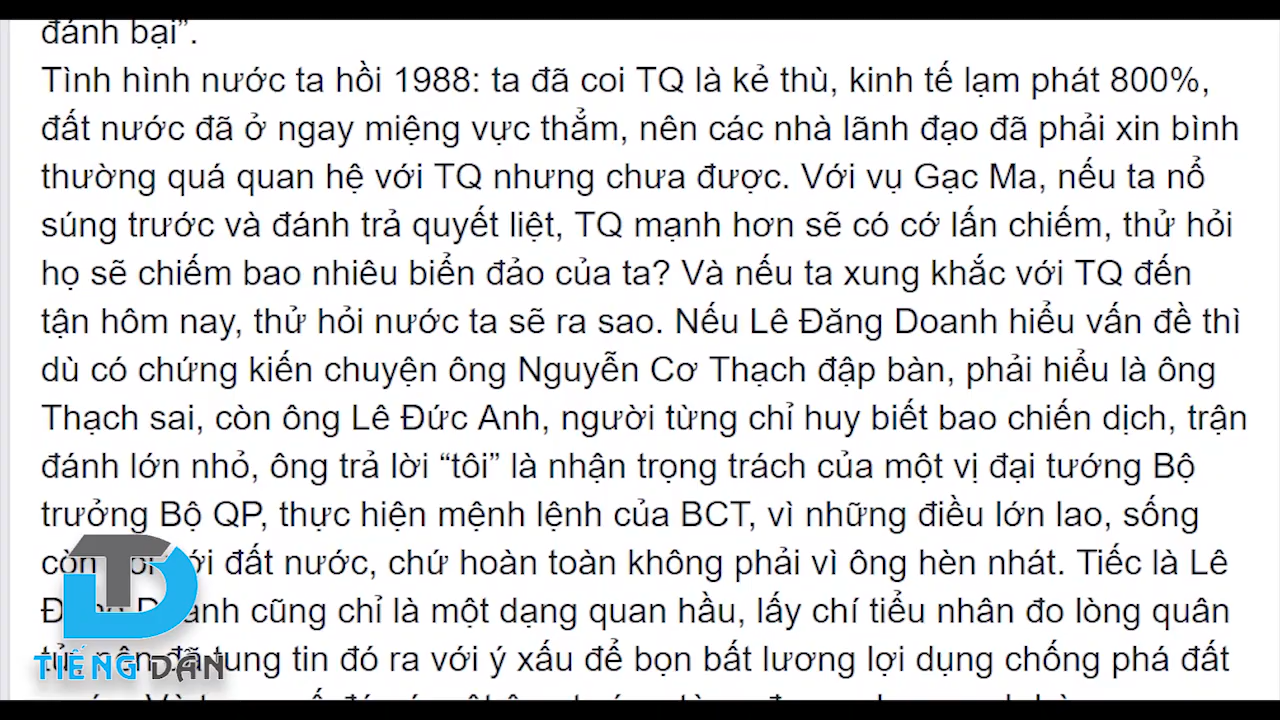 đánh bại”.
Tình hình nước ta hồi 1988: ta đã coi TQ là kẻ thù, kinh tế lạm phát 800%,
đất nước đã ở ngay miệng vực thẳm, nên các nhà lãnh đạo đã phải xin bình
thường quá quan hệ với TQ nhưng chưa được. Với vụ Gạc Ma, nếu ta nổ
súng trước và đánh trả quyết liệt, TQ mạnh hơn sẽ có cớ lấn chiếm, thử hỏi
họ sẽ chiếm bao nhiêu biển đảo của ta? Và nếu ta xung khắc với TQ đến
tận hôm nay, thử hỏi nước ta sẽ ra sao. Nếu Lê Đăng Doanh hiểu vấn đề thì
dù có chứng kiến chuyện ông Nguyễn Cơ Thạch đập bàn, phải hiểu là ông
Thạch sai, còn ông Lê Đức Anh, người từng chỉ huy biết bao chiến dịch, trận
đánh lớn nhỏ, ông trả lời “tôi” là nhận trọng trách của một vị đại tướng Bộ
trưởng Bộ QP, thực hiện mệnh lệnh của BCT, vì những điều lớn lao, sống
còn với đất nước, chứ hoàn toàn không phải vì ông hèn nhát. Tiếc là Lê
Đăng Doanh cũng chỉ là một dạng quan hầu, lấy chí tiểu nhân đo lòng quân
tử, nên đã tung tin đó ra với ý xấu để bọn bất lương lợi dụng chống phá đất
TD
TIẾNG DÂN